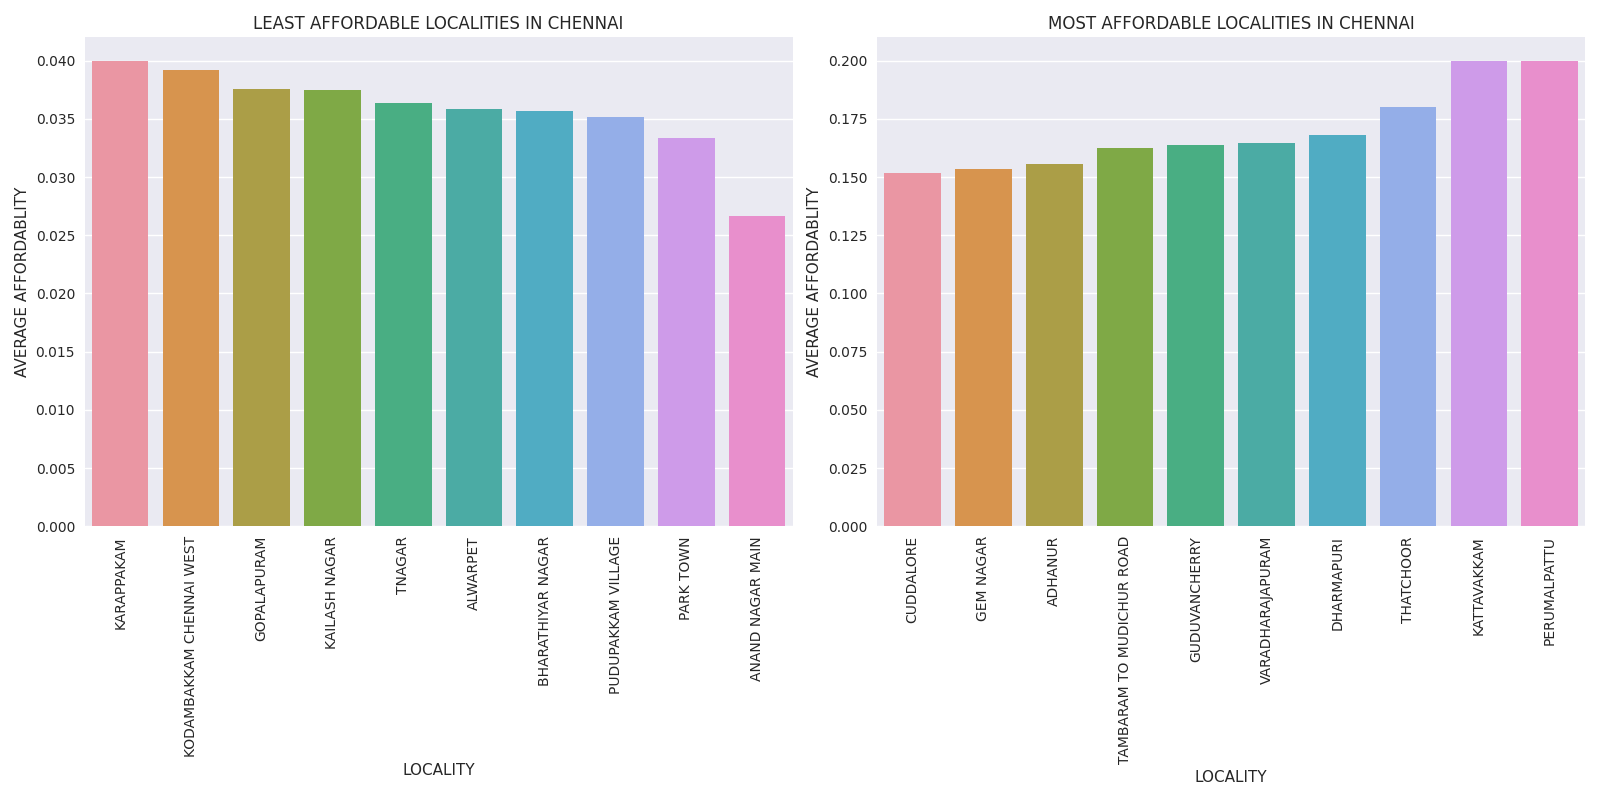 LEAST AFFORDABLE LOCALITIES IN CHENNAI
AVERAGE AFFORDABLITY
0.040
0.035
0.030
0.025
0.020
0.015
0.010
0.005
0.000
KARAPPAKAM
KODAMBAKKAM CHENNAI WEST
GOPALAPURAM
KAILASH NAGAR
TNAGAR
ALWARPET
BHARATHIYAR NAGAR
PUDUPAKKAM VILLAGE
PARK TOWN
ANAND NAGAR MAIN
LOCALITY
MOST AFFORDABLE LOCALITIES IN CHENNAI
AVERAGE AFFORDABLITY
0.200
0.175
0.150
0.125
0.100
0.075
0.050
0.025
0.000
CUDDALORE
GEM NAGAR
ADHANUR
TAMBARAM TO MUDICHUR ROAD
GUDUVANCHERRY
VARADHARAJAPURAM
DHARMAPURI
THATCHOOR
KATTAVAKKAM
PERUMALPATTU
LOCALITY